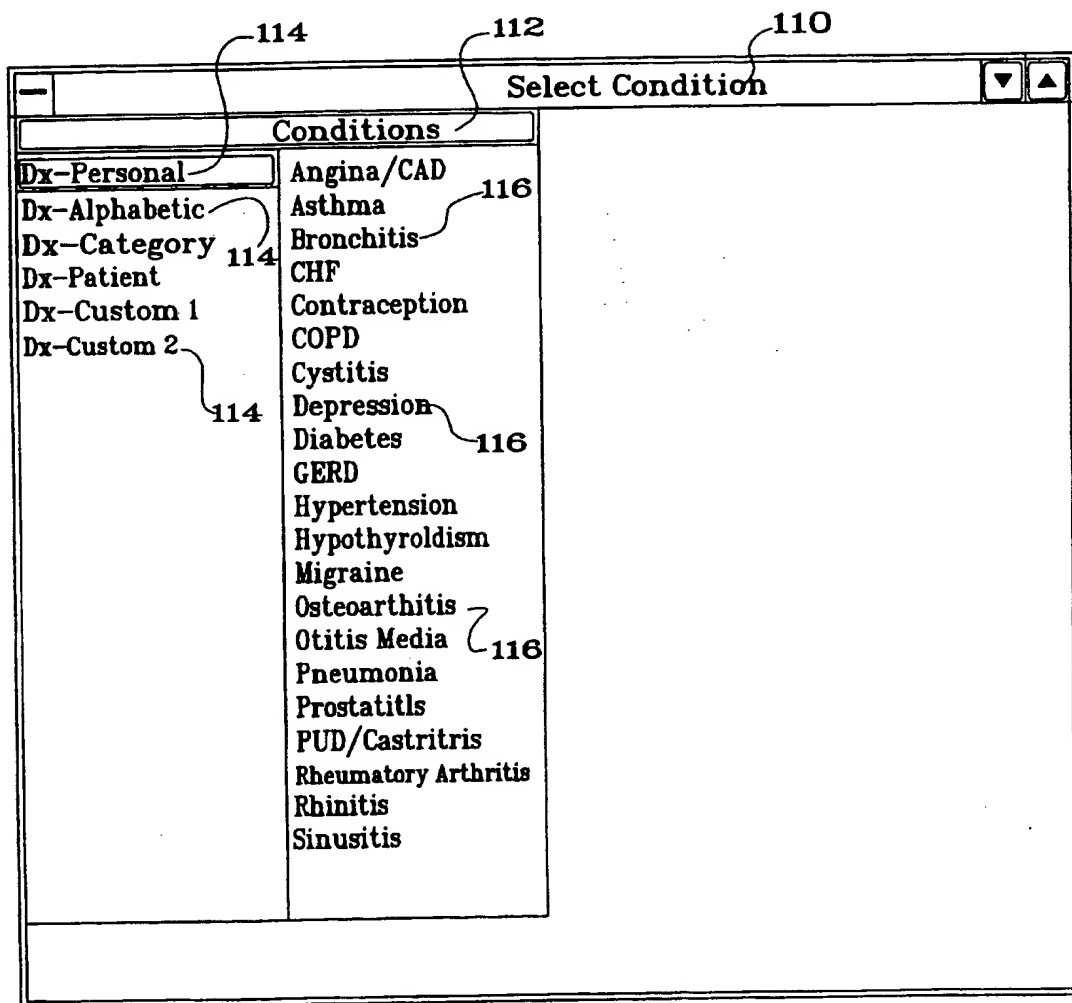 114
112
110
Select Condition
Conditions
Dx-Personal
Dx-Alphabetic
114
Dx-Category
Dx-Patient
Dx-Custom 1
Dx-Custom 2
114
Angina/CAD
116
Asthma
Bronchitis
CHF
Contraception
COPD
Cystitis
Depression
116
Diabetes
GERD
Hypertension
Hypothyroldism
Migraine
Osteoarthitis
116
Otitis Media
Pneumonia
Prostatitls
PUD/Castritris
Rheumatory Arthritis
Rhinitis
Sinusitis